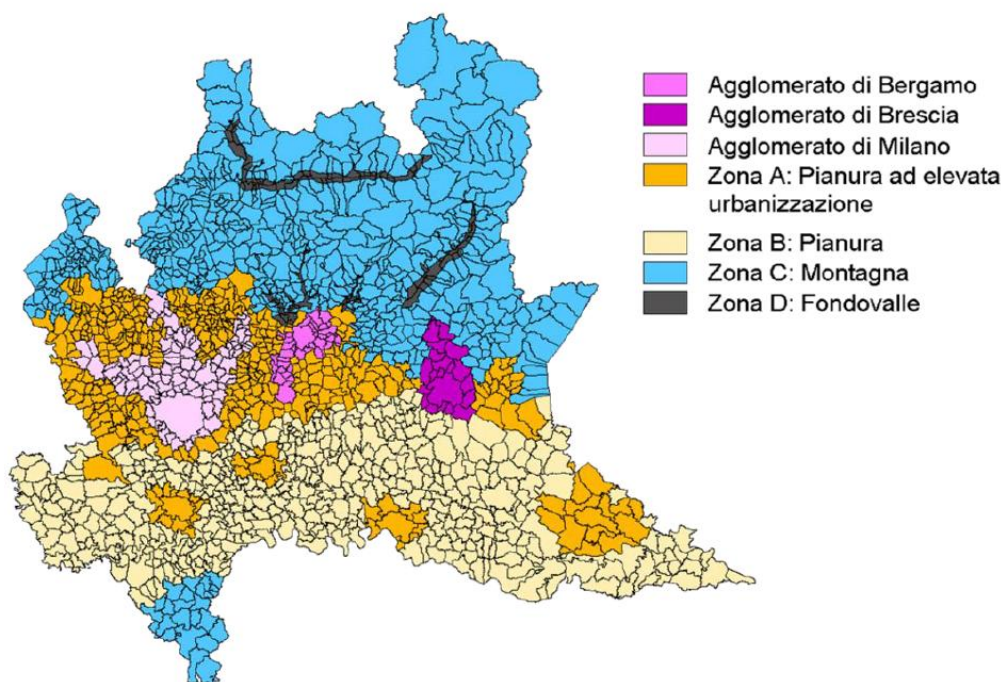 Agglomerato di Bergamo
Agglomerato di Brescia
Agglomerato di Milano
Zona A: Pianura ad elevata
urbanizzazione
Zona B: Pianura
Zona C: Montagna
Zona D: Fondovalle